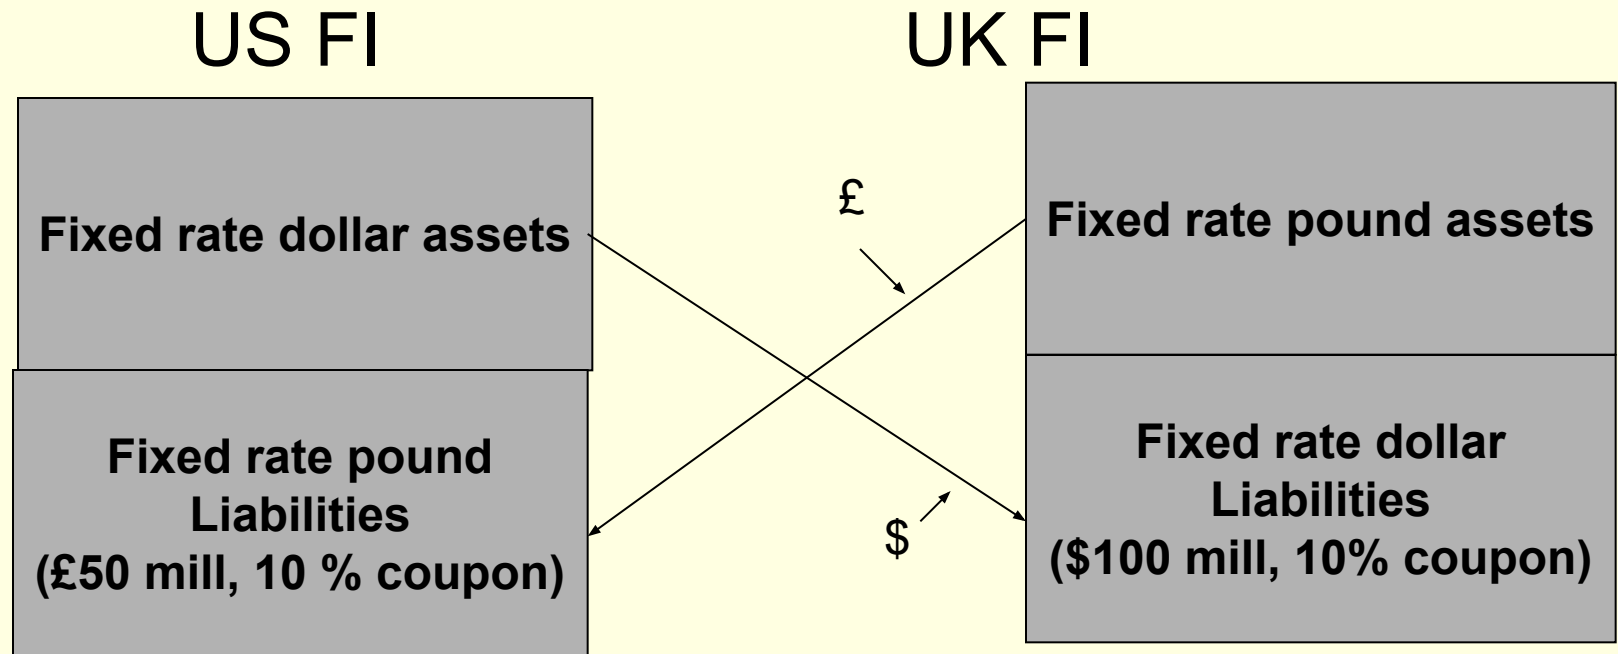 US FI
UK FI
Fixed rate dollar assets
Fixed rate pound
Liabilities
(£50 mill, 10 % coupon)
£
$
Fixed rate pound assets
Fixed rate dollar
Liabilities
($100 mill, 10% coupon)